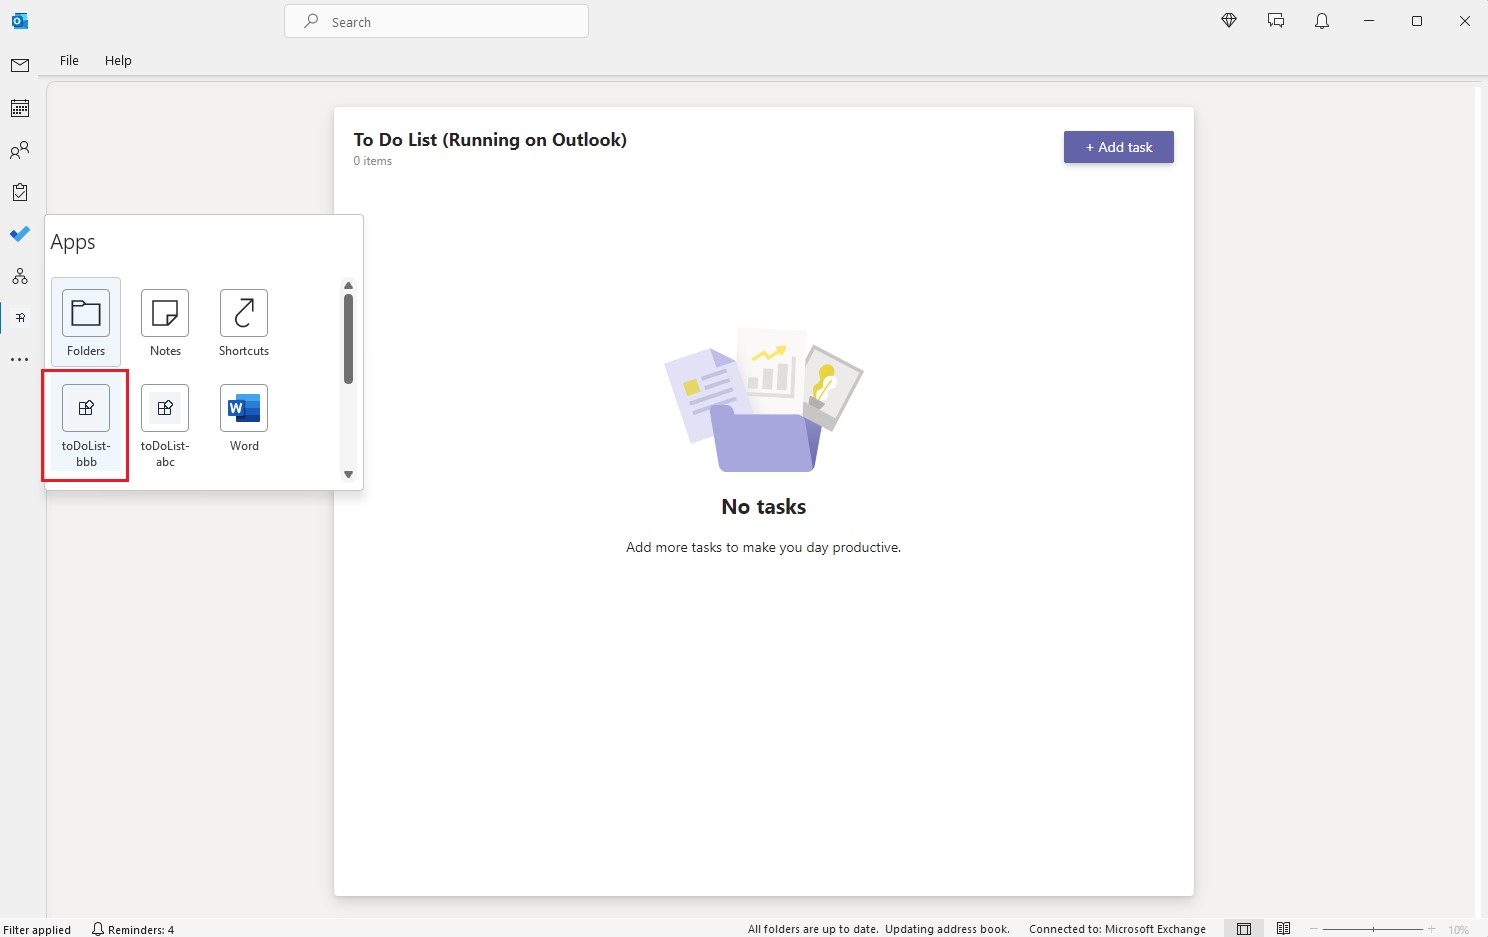 Search
File
Help
To Do List (Running on Outlook)
0 items
+ Add task
Apps
Folders
Notes
Shortcuts
toDoList-
bbb
toDoList-
abc
Word
No tasks
Add more tasks to make you day productive.
Filter applied
Reminders: 4
All folders are up to date.
Updating address book.
Connected to: Microsoft Exchange
10%